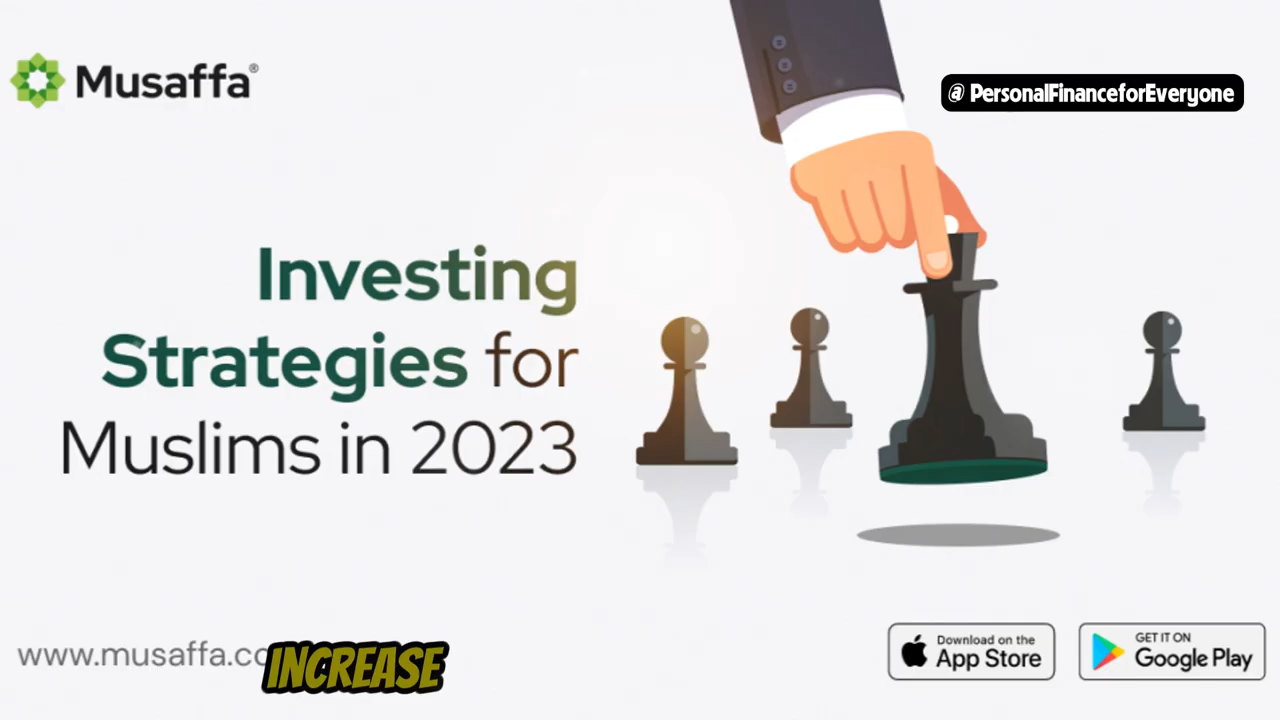 Musaffa®
@ PersonalFinanceforEveryone
Investing
Strategies for
Muslims in 2023
www.musaffa.co
INCREASE
Download on the
App Store
GET IT ON
Google Play